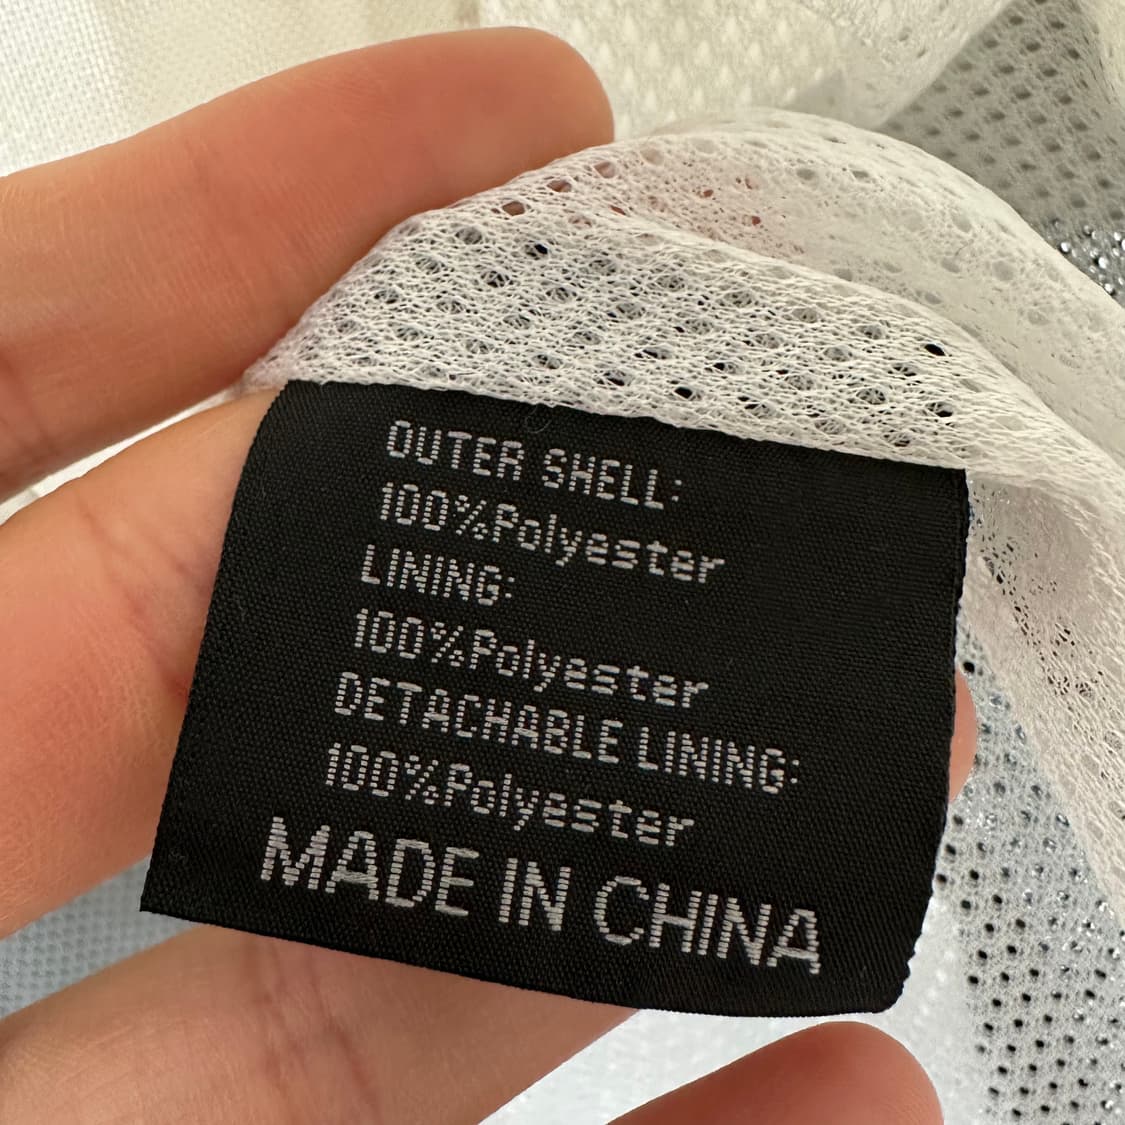 OUTER SHELL:
100%Polyester
LINING:
100%Polyester
DETACHABLE LINING:
100%Polyester
MADE IN CHINA